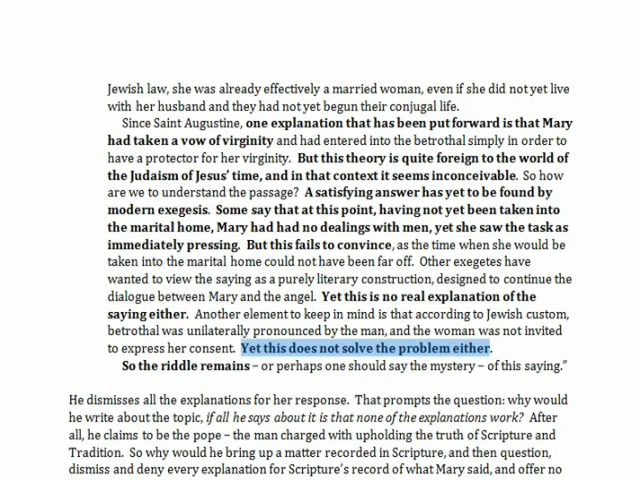 Jewish law, she was already effectively a married woman, even if she did not yet live
with her husband and they had not yet begun their conjugal life.
Since Saint Augustine, one explanation that has been put forward is that Mary
had taken a vow of virginity and had entered into the betrothal simply in order to
have a protector for her virginity. But this theory is quite foreign to the world of
the Judaism of Jesus' time, and in that context it seems inconceivable. So how
are we to understand the passage? A satisfying answer has yet to be found by
modern exegesis. Some say that at this point, having not yet been taken into
the marital home, Mary had had no dealings with men, yet she saw the task as
immediately pressing. But this fails to convince, as the time when she would be
taken into the marital home could not have been far off. Other exegetes have
wanted to view the saying as a purely literary construction, designed to continue the
dialogue between Mary and the angel. Yet this is no real explanation of the
saying either. Another element to keep in mind is that according to Jewish custom,
betrothal was unilaterally pronounced by the man, and the woman was not invited
to express her consent. Yet this does not solve the problem either.
So the riddle remains – or perhaps one should say the mystery – of this saying."
He dismisses all the explanations for her response. That prompts the question: why would
he write about the topic, if all he says about it is that none of the explanations work? After
all, he claims to be the pope – the man charged with upholding the truth of Scripture and
Tradition. So why would he bring up a matter recorded in Scripture, and then question,
dismiss and deny every explanation for Scripture's record of what Mary said, and offer no